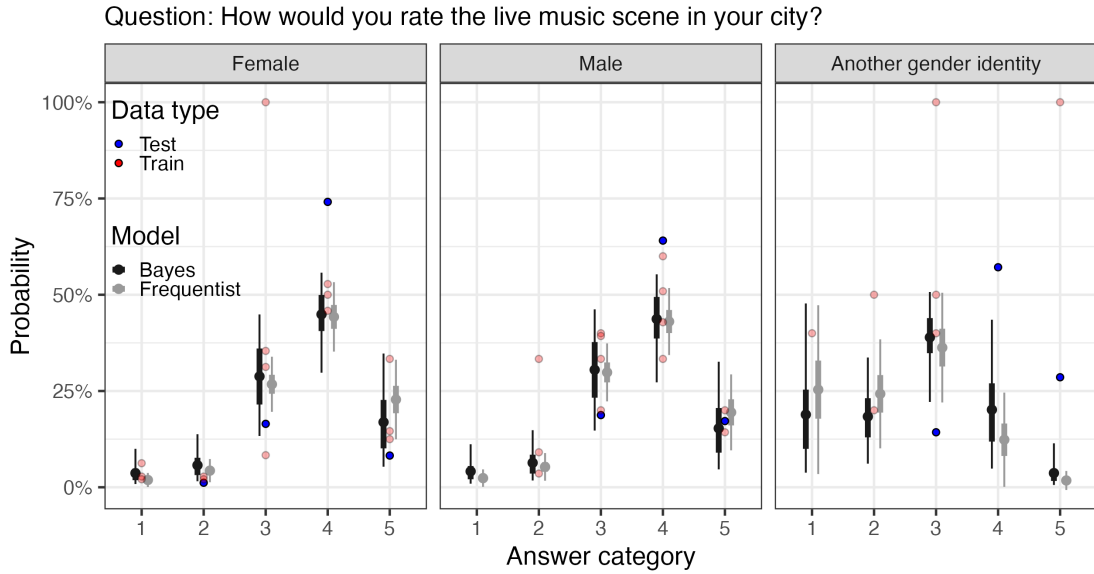 Question: How would you rate the live music scene in your city?
Female
Male
Another gender identity
Data type
Test
Train
Model
Bayes
Frequentist
Probability
100%
75%
50%
25%
0%
1 2 3 4 5
1 2 3 4 5
1 2 3 4 5
Answer category